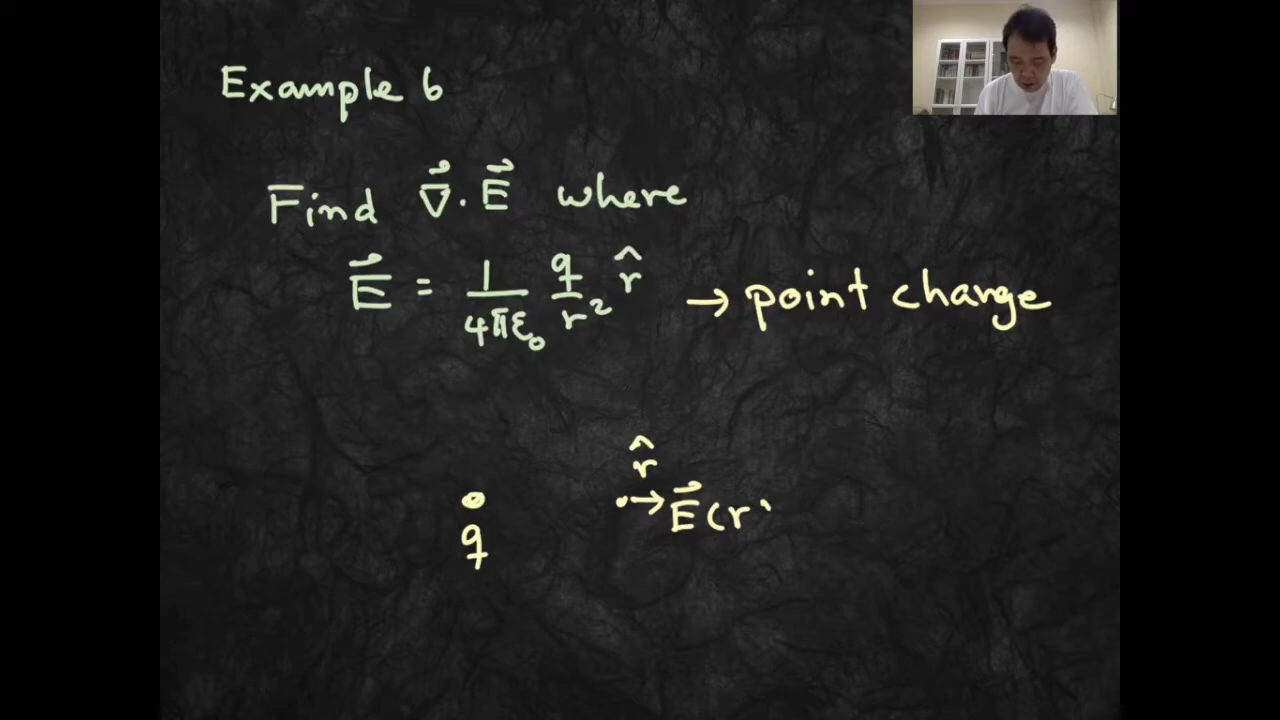 Example 6
Find ∇⃗ · E⃗ where
E⃗ = 1/4πε₀ q/r² r̂ → point charge
r̂
E⃗(r)
q